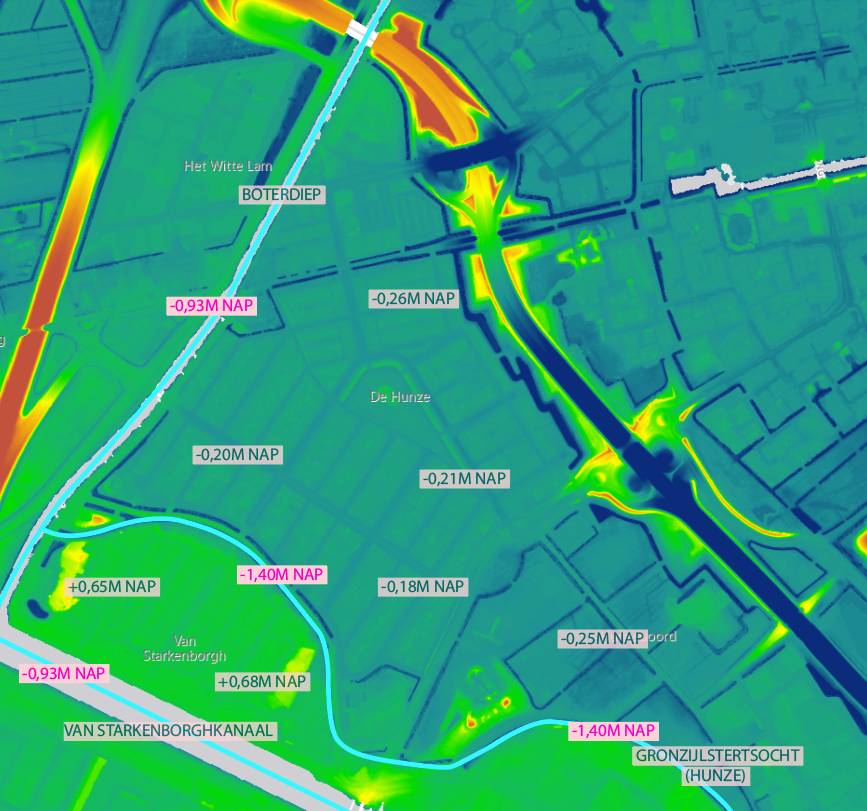 Het Witte Lam
BOTERDIEP
-0,26M NAP
-0,93M NAP
De Hunze
-0,20M NAP
-0,21M NAP
-1,40M NAP
+0,65M NAP
-0,18M NAP
Van
Starkenborgh
-0,25M NAP
oord
-0,93M NAP
+0,68M NAP
VAN STARKENBORGHKANAAL
-1,40M NAP
GRONZIJLSTERTSOCHT
(HUNZE)